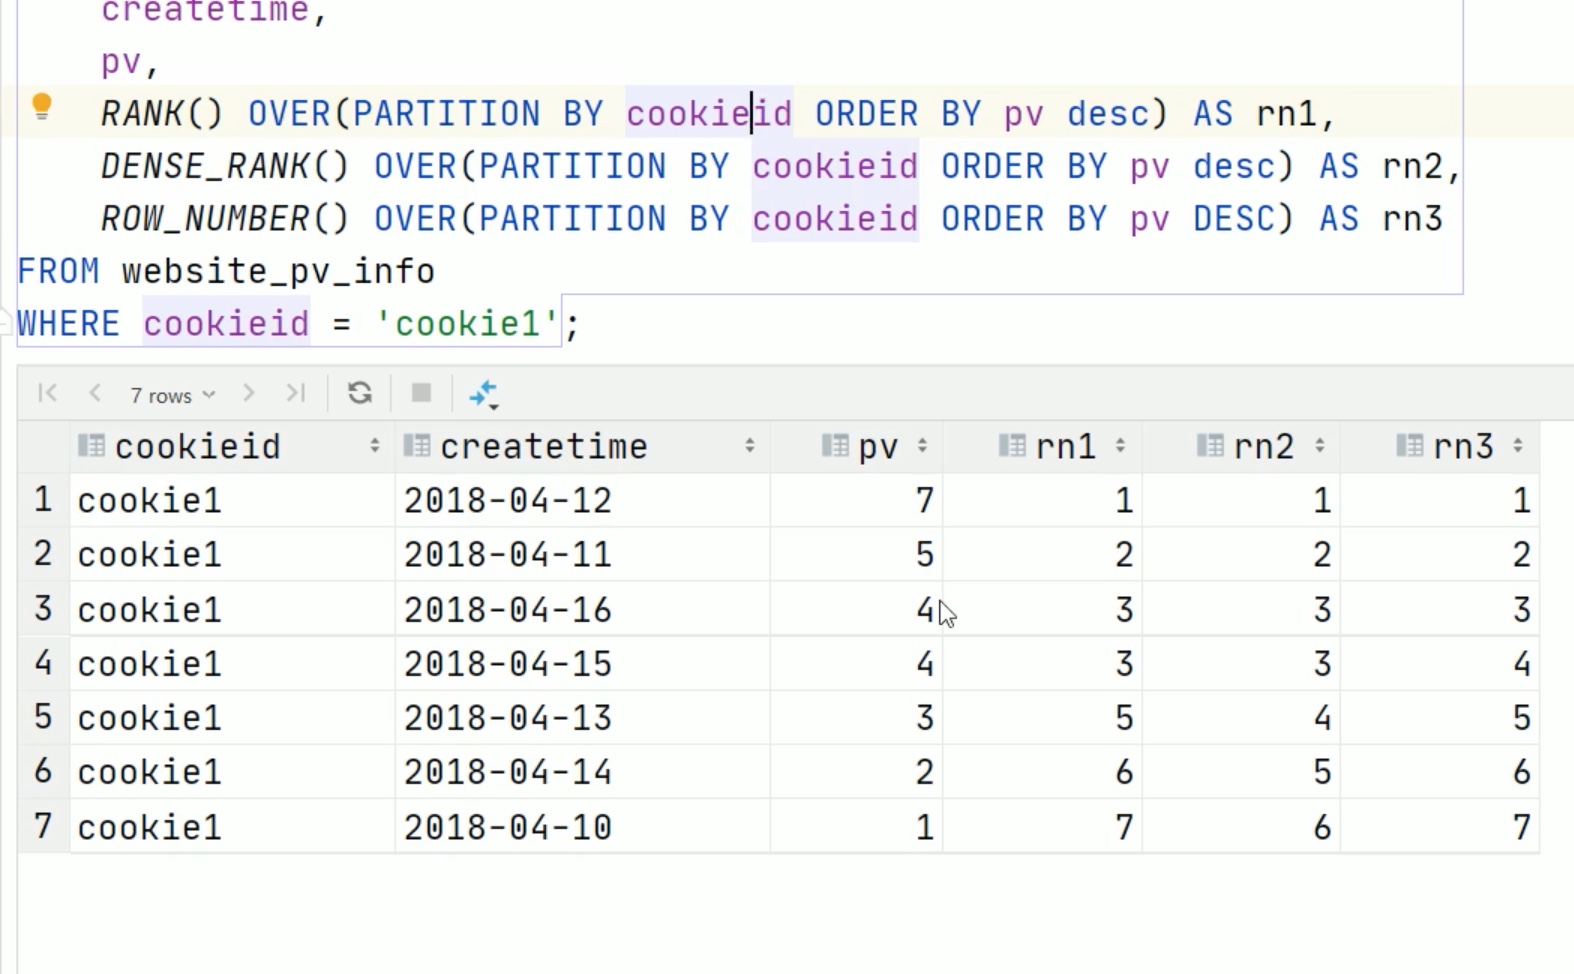 createtime,
pv,
RANK() OVER(PARTITION BY cookieid ORDER BY pv desc) AS rn1,
DENSE_RANK() OVER(PARTITION BY cookieid ORDER BY pv desc) AS rn2,
ROW_NUMBER() OVER(PARTITION BY cookieid ORDER BY pv DESC) AS rn3
FROM website_pv_info
WHERE cookieid = 'cookie1';
7 rows
cookieid createtime pv rn1 rn2 rn3
1 cookie1 2018-04-12 7 1 1 1
2 cookie1 2018-04-11 5 2 2 2
3 cookie1 2018-04-16 4 3 3 3
4 cookie1 2018-04-15 4 3 3 4
5 cookie1 2018-04-13 3 5 4 5
6 cookie1 2018-04-14 2 6 5 6
7 cookie1 2018-04-10 1 7 6 7